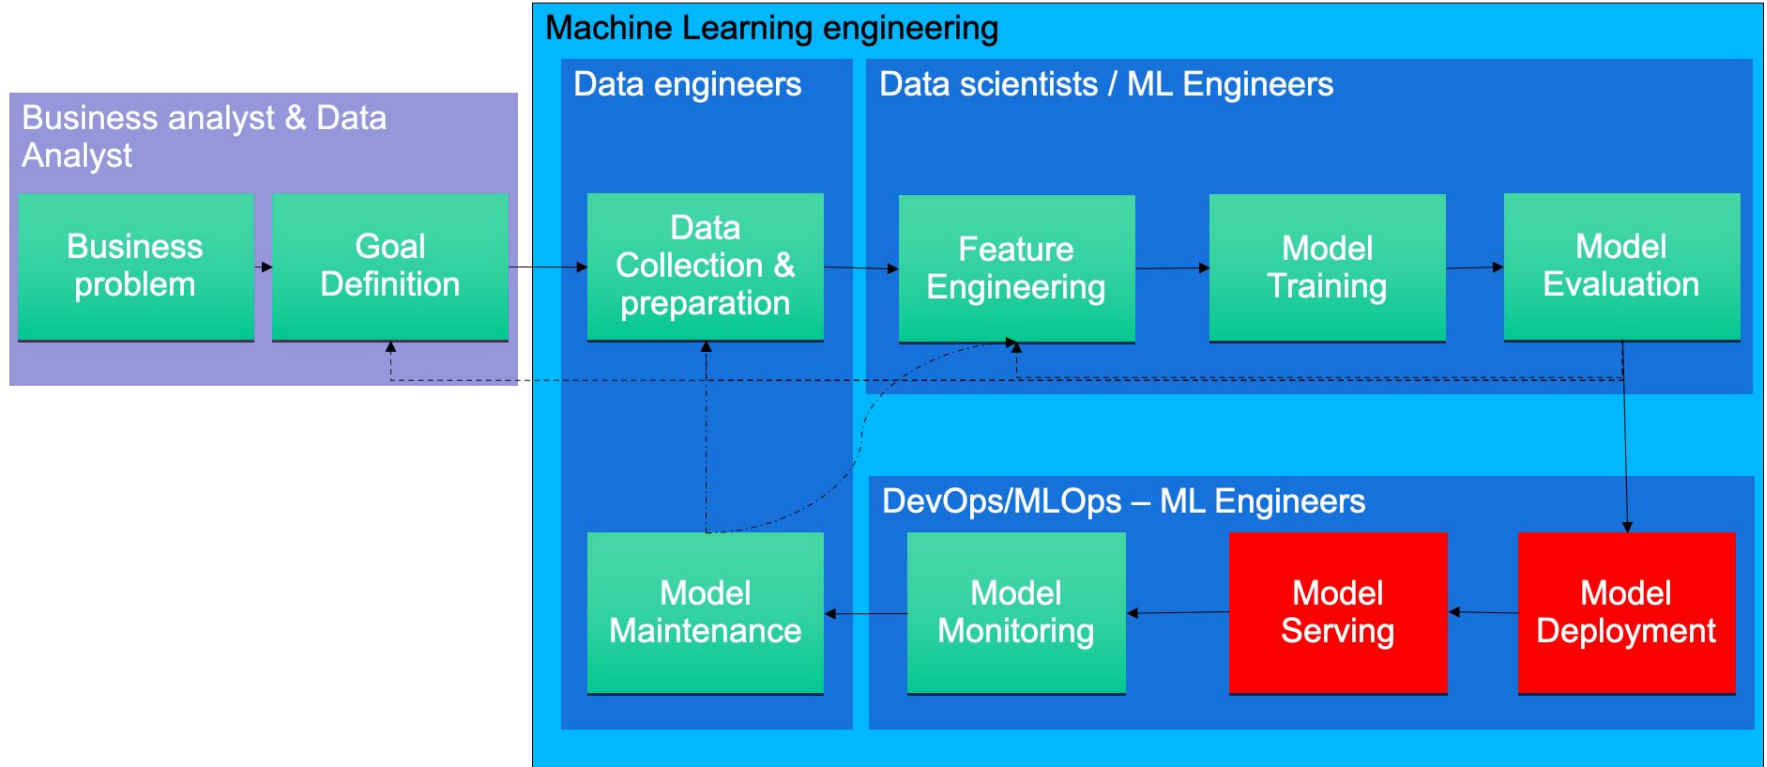 Machine Learning engineering
Business analyst & Data
Analyst
Business
problem
Goal
Definition
Data engineers
Data
Collection &
preparation
Data scientists / ML Engineers
Feature
Engineering
Model
Training
Model
Evaluation
DevOps/MLOps – ML Engineers
Model
Maintenance
Model
Monitoring
Model
Serving
Model
Deployment